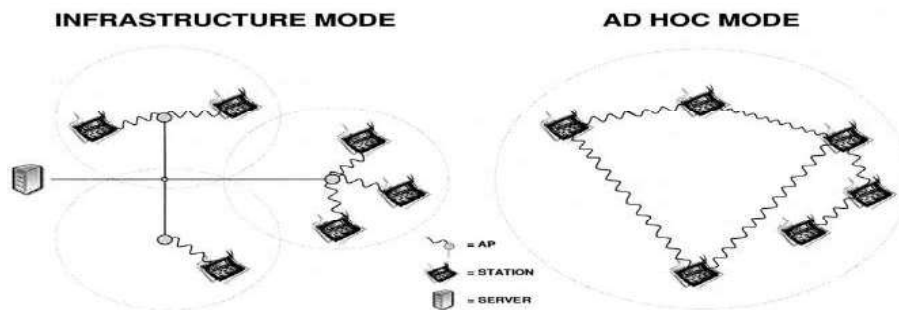 INFRASTRUCTURE MODE
AD HOC MODE
= AP
= STATION
= SERVER